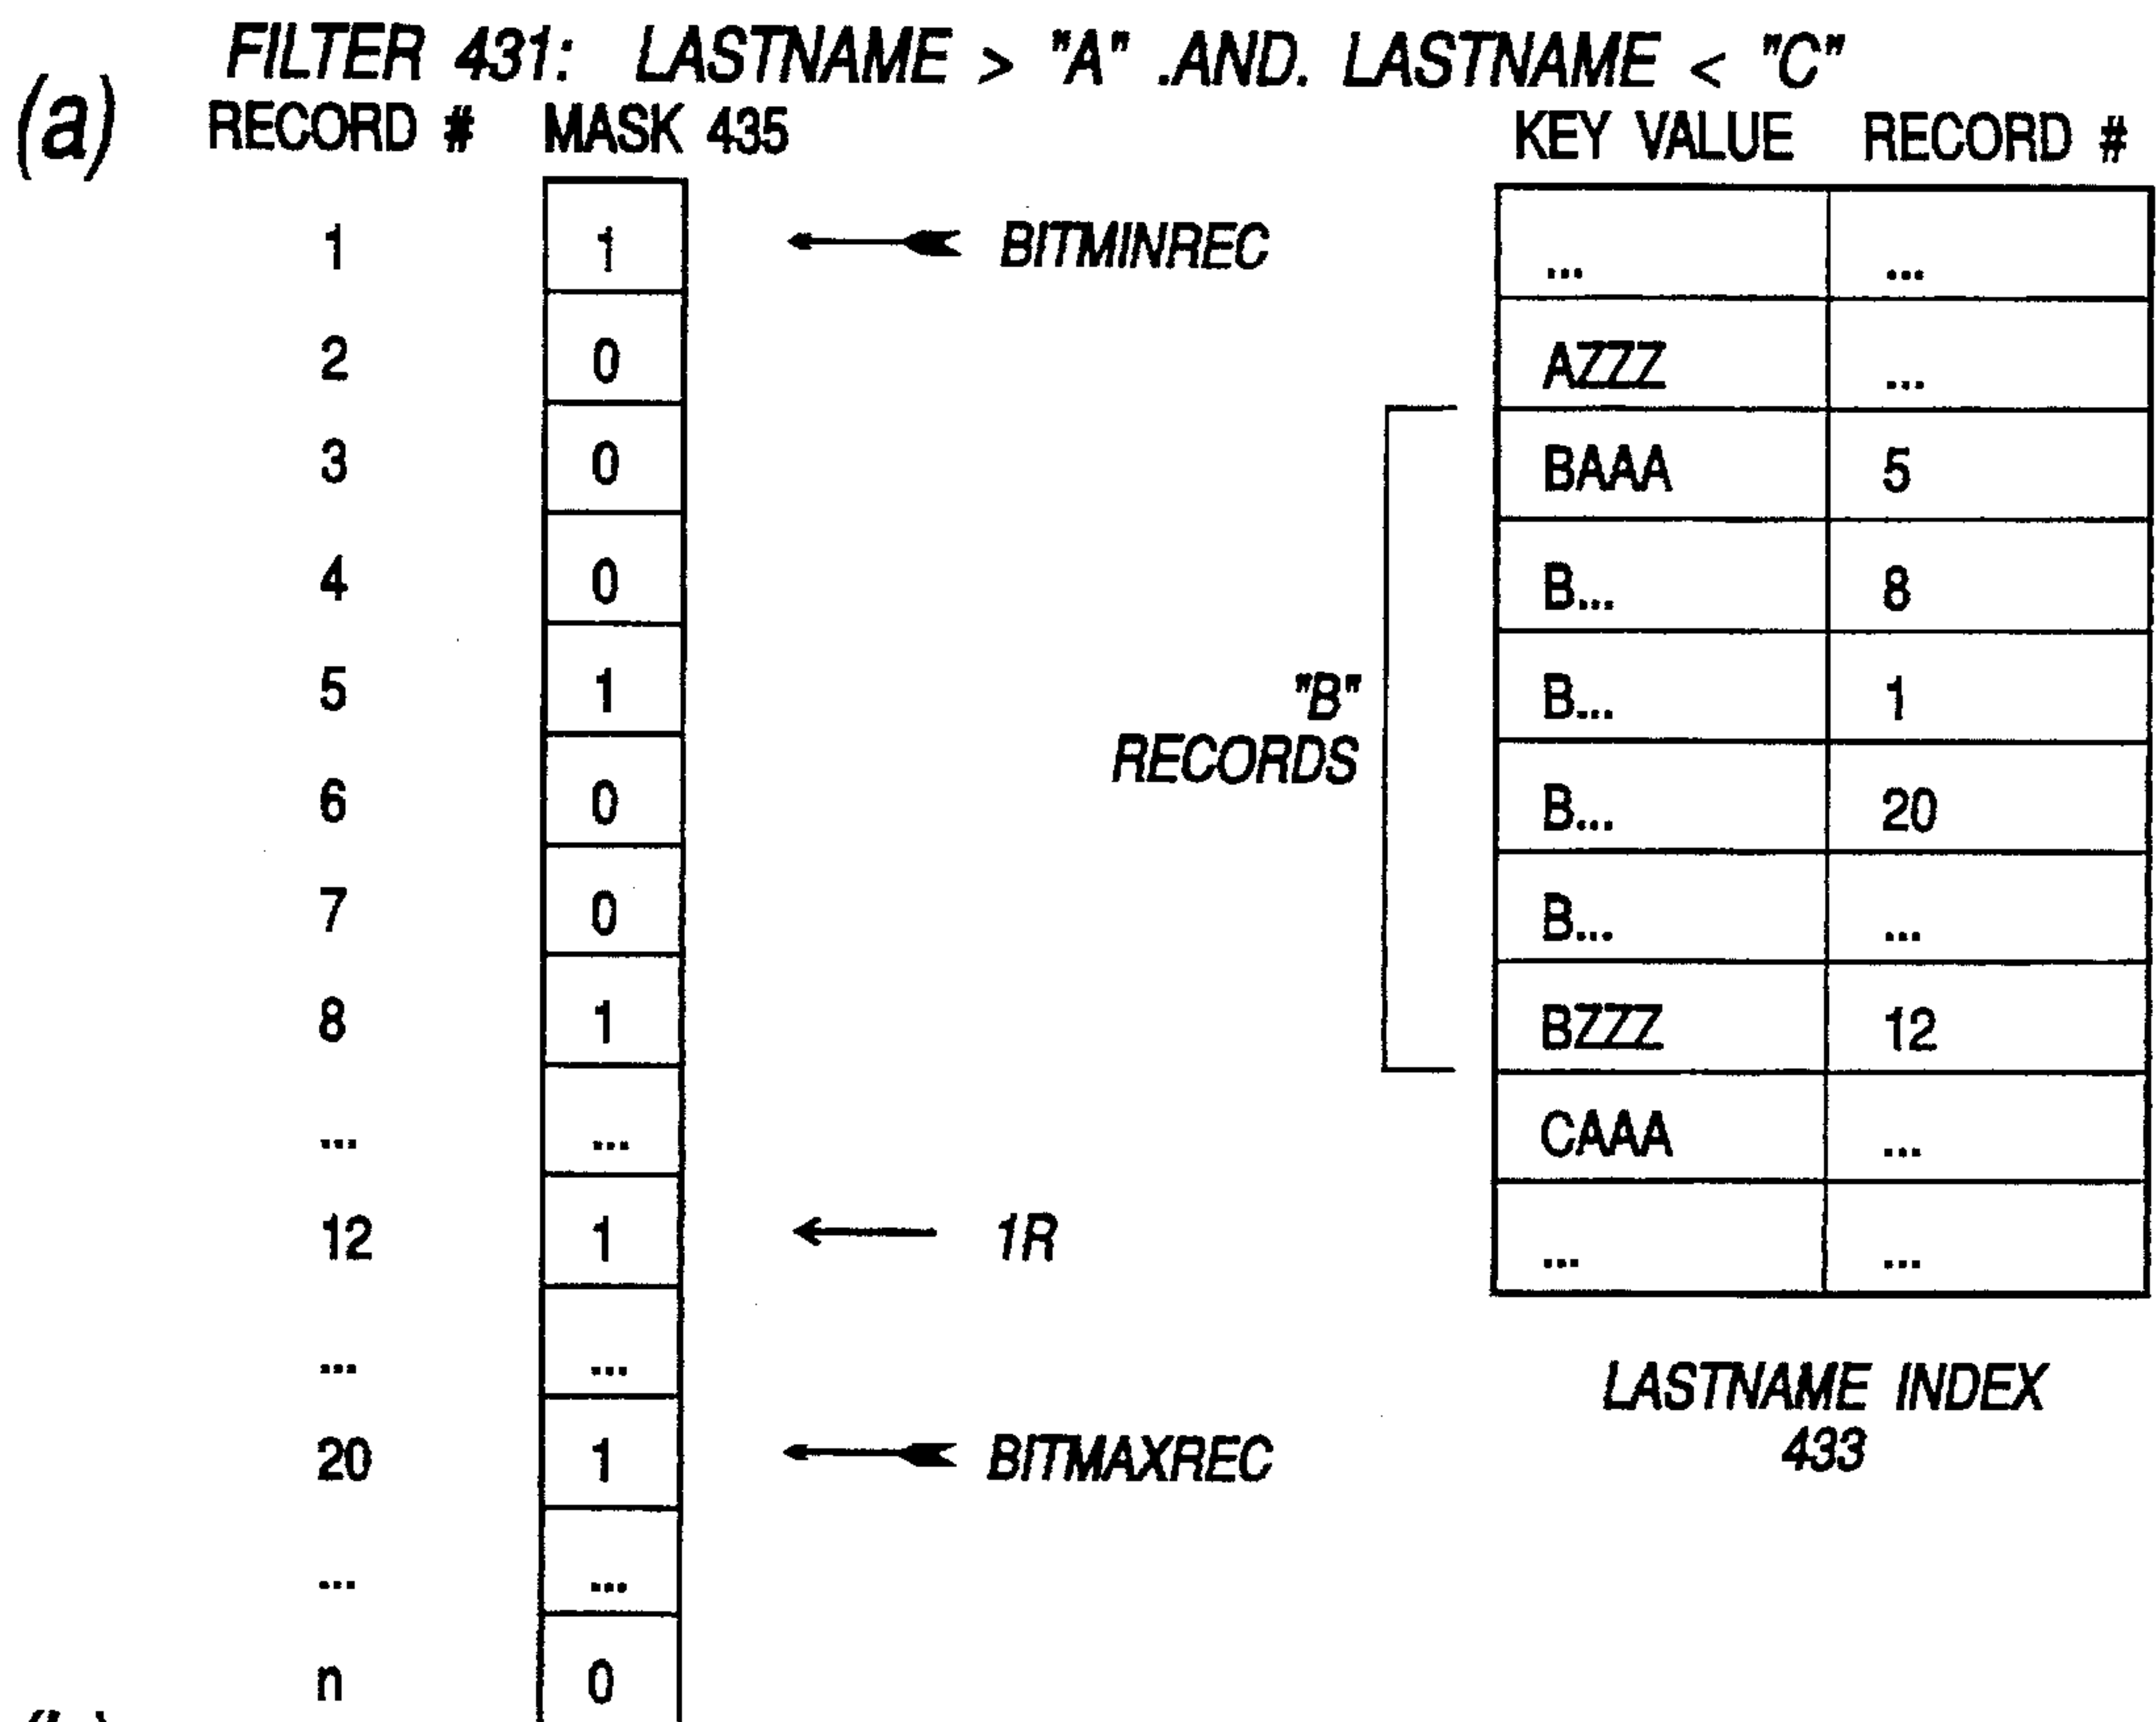 FILTER 431: LASTNAME > "A" .AND. LASTNAME < "C"
(a) RECORD # MASK 435
1 1 BITMINREC
2 0
3 0
4 0
5 1
6 0
7 0
8 1
... ...
12 1 1R
... ...
20 1 BITMAXREC
... ...
n 0
"B"
RECORDS
KEY VALUE RECORD #
... ...
AZZZ ...
BAAA 5
B... 8
B... 1
B... 20
B... ...
BZZZ 12
CAAA ...
... ...
LASTNAME INDEX
433